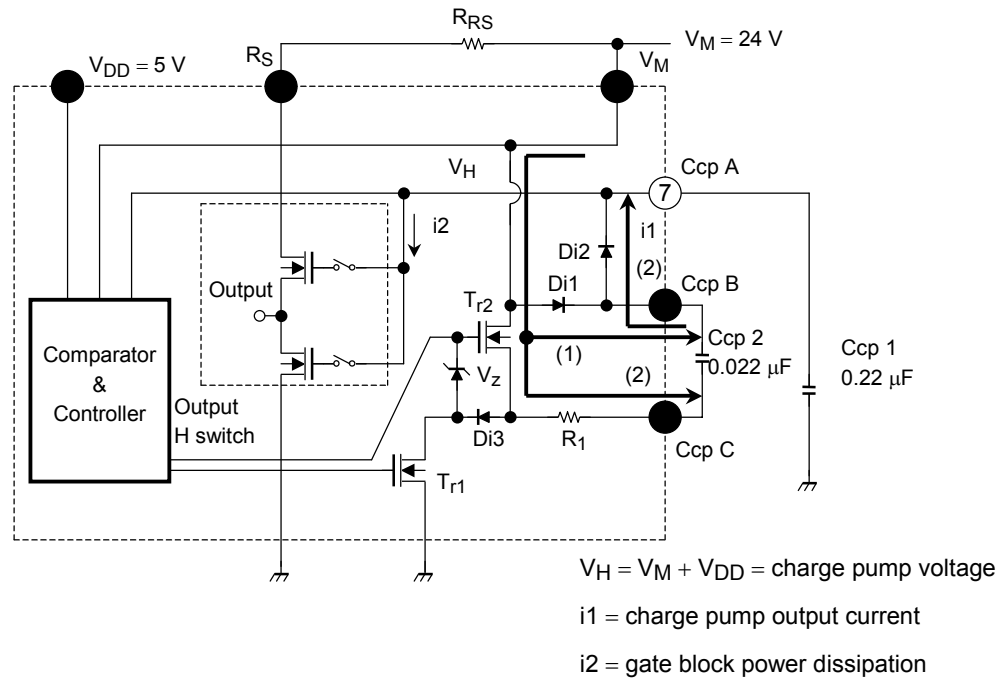 R_RS
V_M = 24 V
V_DD = 5 V
R_S
V_M
V_H
Ccp A
7
i2
i1
Di2
(2)
Ccp B
Output
Di1
T_r2
Ccp 2
0.022 μF
Ccp 1
0.22 μF
(1)
Comparator
&
Controller
V_Z
(2)
Output
H switch
Di3
R_1
Ccp C
T_r1
V_H = V_M + V_DD = charge pump voltage
i1 = charge pump output current
i2 = gate block power dissipation